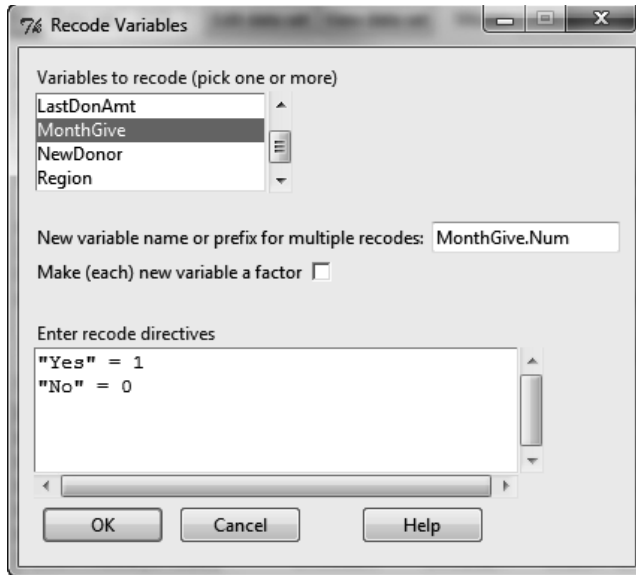 Recode Variables
Variables to recode (pick one or more)
LastDonAmt
MonthGive
NewDonor
Region
New variable name or prefix for multiple recodes: MonthGive.Num
Make (each) new variable a factor
Enter recode directives
"Yes" = 1
"No" = 0
OK Cancel Help